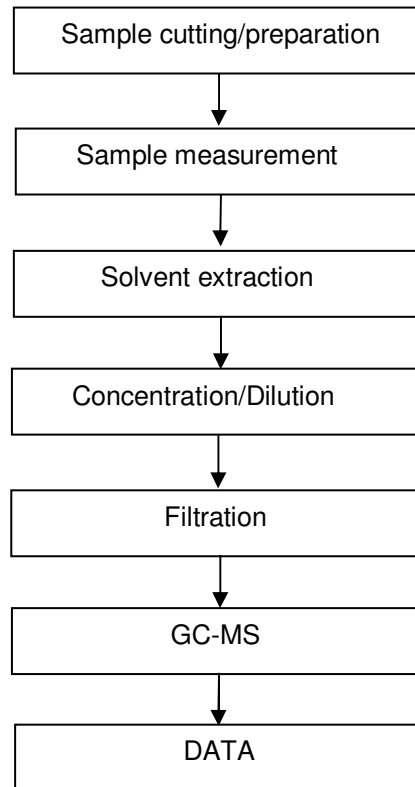 Sample cutting/preparation
Sample measurement
Solvent extraction
Concentration/Dilution
Filtration
GC-MS
DATA